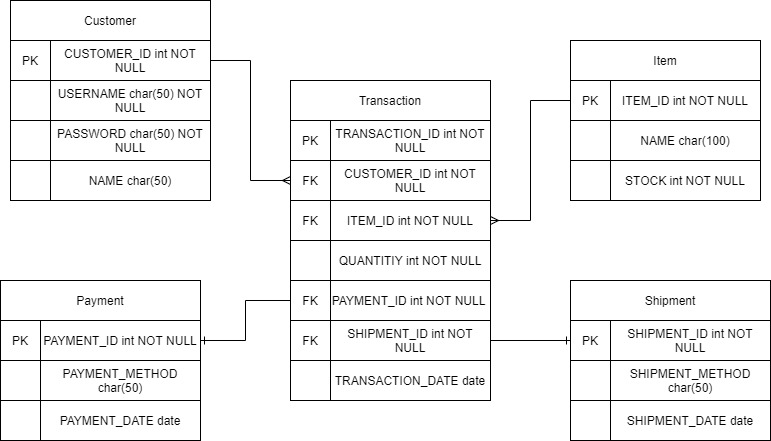 Customer
PK
CUSTOMER_ID int NOT
NULL
USERNAME char(50) NOT
NULL
PASSWORD char(50) NOT
NULL
NAME char(50)
Transaction
PK
TRANSACTION_ID int NOT
NULL
FK
CUSTOMER_ID int NOT
NULL
FK
ITEM_ID int NOT NULL
QUANTITIY int NOT NULL
FK
PAYMENT_ID int NOT NULL
FK
SHIPMENT_ID int NOT
NULL
TRANSACTION_DATE date
Item
PK
ITEM_ID int NOT NULL
NAME char(100)
STOCK int NOT NULL
Payment
PK
PAYMENT_ID int NOT NULL
PAYMENT_METHOD
char(50)
PAYMENT_DATE date
Shipment
PK
SHIPMENT_ID int NOT
NULL
SHIPMENT_METHOD
char(50)
SHIPMENT_DATE date